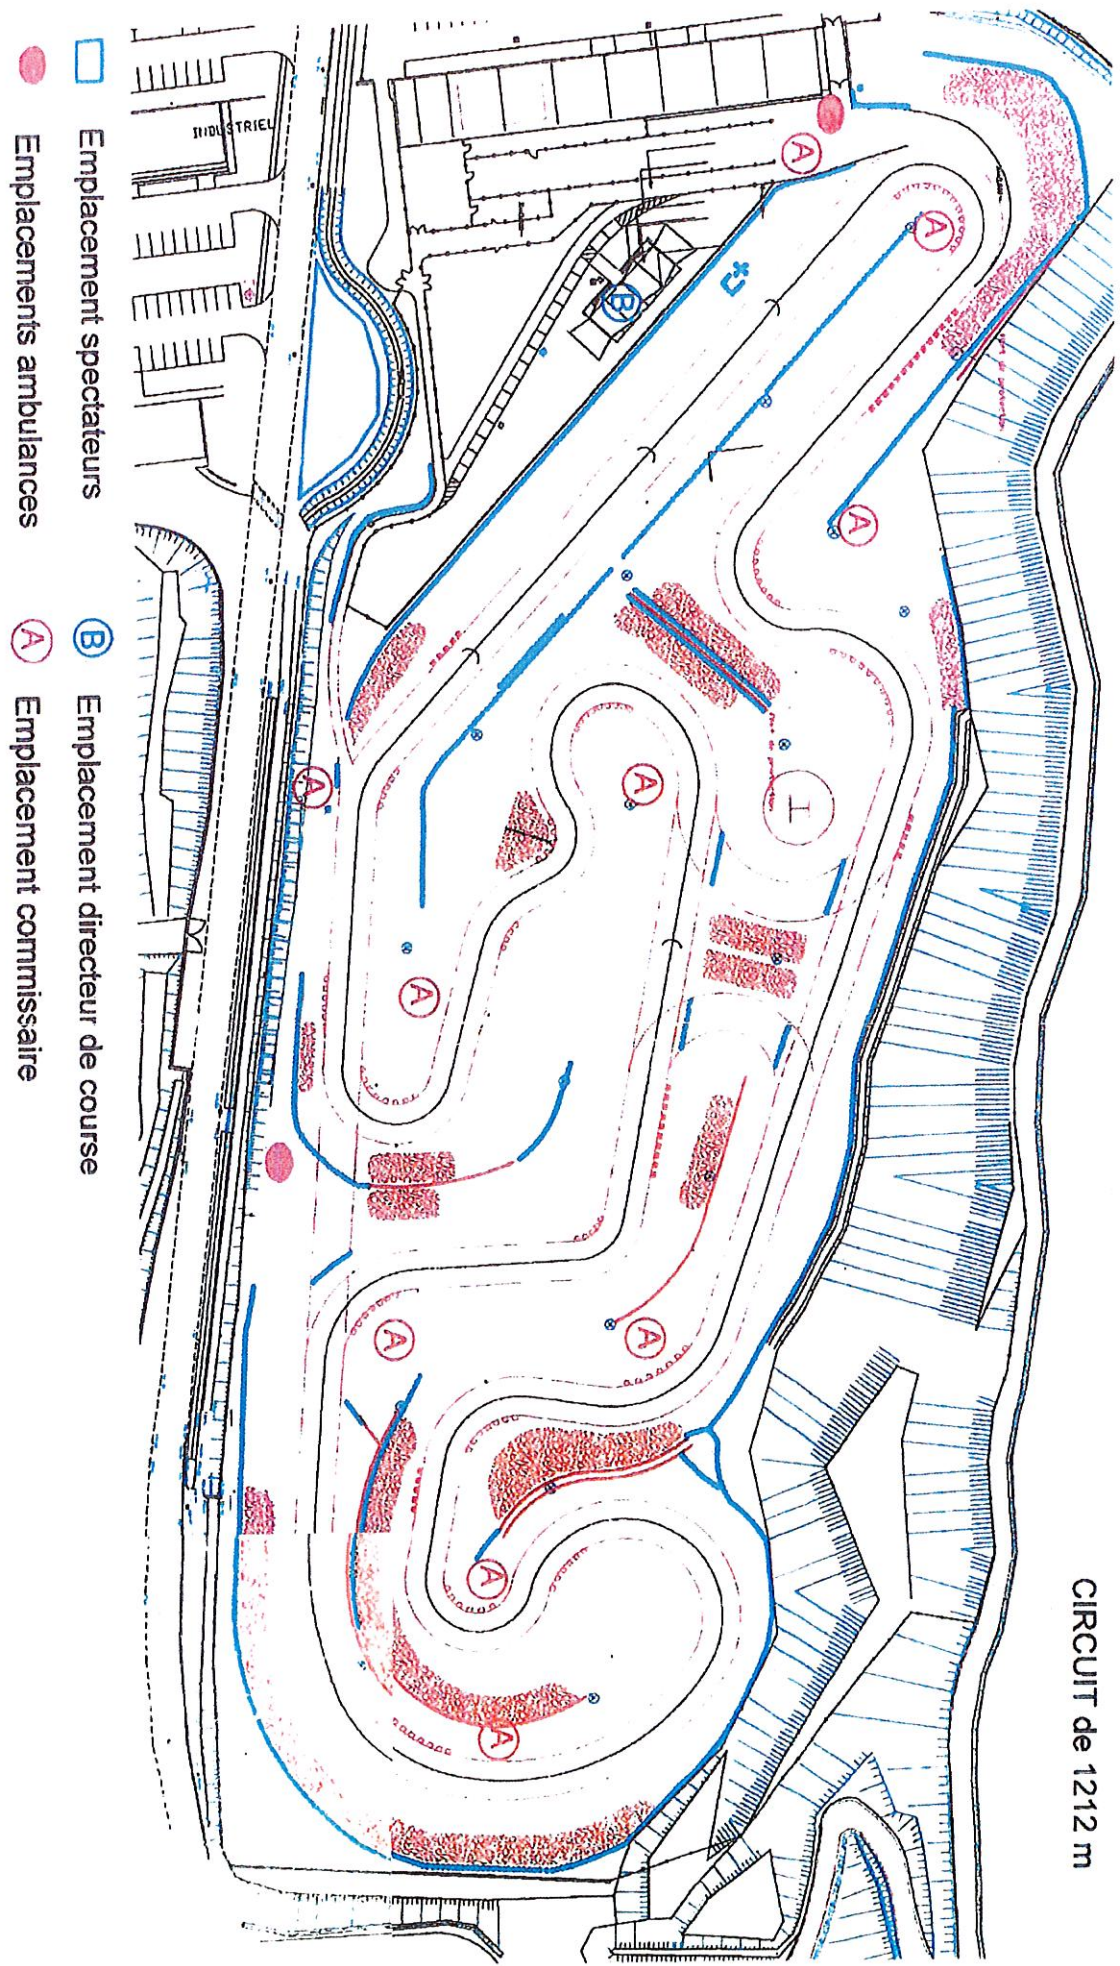 CIRCUIT de 1212 m
INDUSTRIEL
A
A
B
A
A
A
A
A
A
A
A
A
Emplacement spectateurs
B Emplacement directeur de course
Emplacements ambulances
A Emplacement commissaire